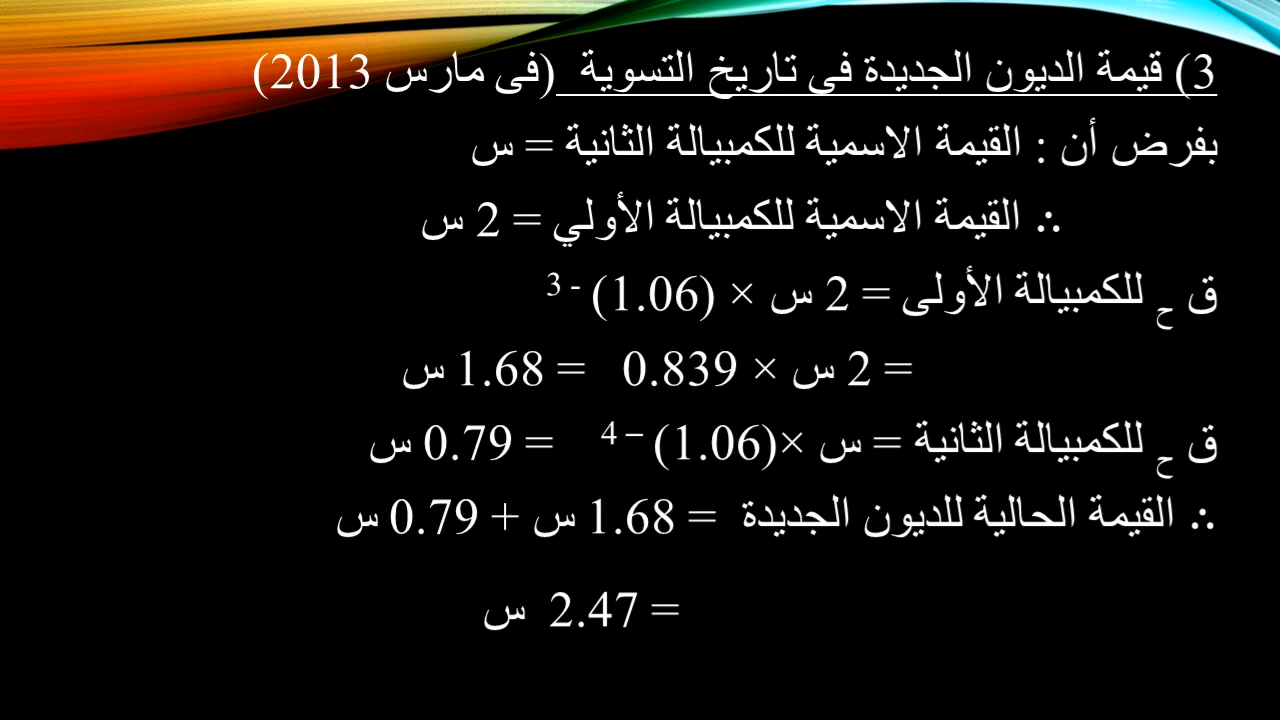 3) قيمة الديون الجديدة فى تاريخ التسوية (فى مارس 2013)
بفرض أن : القيمة الاسمية للكمبيالة الثانية = س
∴ القيمة الاسمية للكمبيالة الأولي = 2 س
ق ح للكمبيالة الأولى = 2 س × (1.06) - 3
= 2 س × 0.839 = 1.68 س
ق ح للكمبيالة الثانية = س ×(1.06) – 4 = 0.79 س
∴ القيمة الحالية للديون الجديدة = 1.68 س + 0.79 س
= 2.47 س